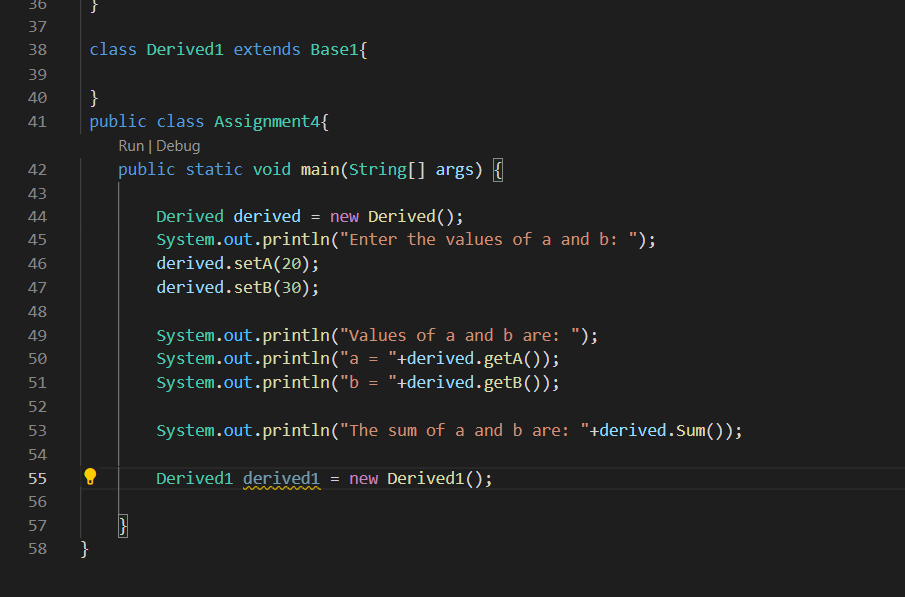 36 }
37
38 class Derived1 extends Base1{
39
40 }
41 public class Assignment4{
Run | Debug
42 public static void main(String[] args) {
43
44 Derived derived = new Derived();
45 System.out.println("Enter the values of a and b: ");
46 derived.setA(20);
47 derived.setB(30);
48
49 System.out.println("Values of a and b are: ");
50 System.out.println("a = "+derived.getA());
51 System.out.println("b = "+derived.getB());
52
53 System.out.println("The sum of a and b are: "+derived.Sum());
54
55 Derived1 derived1 = new Derived1();
56
57 }
58 }